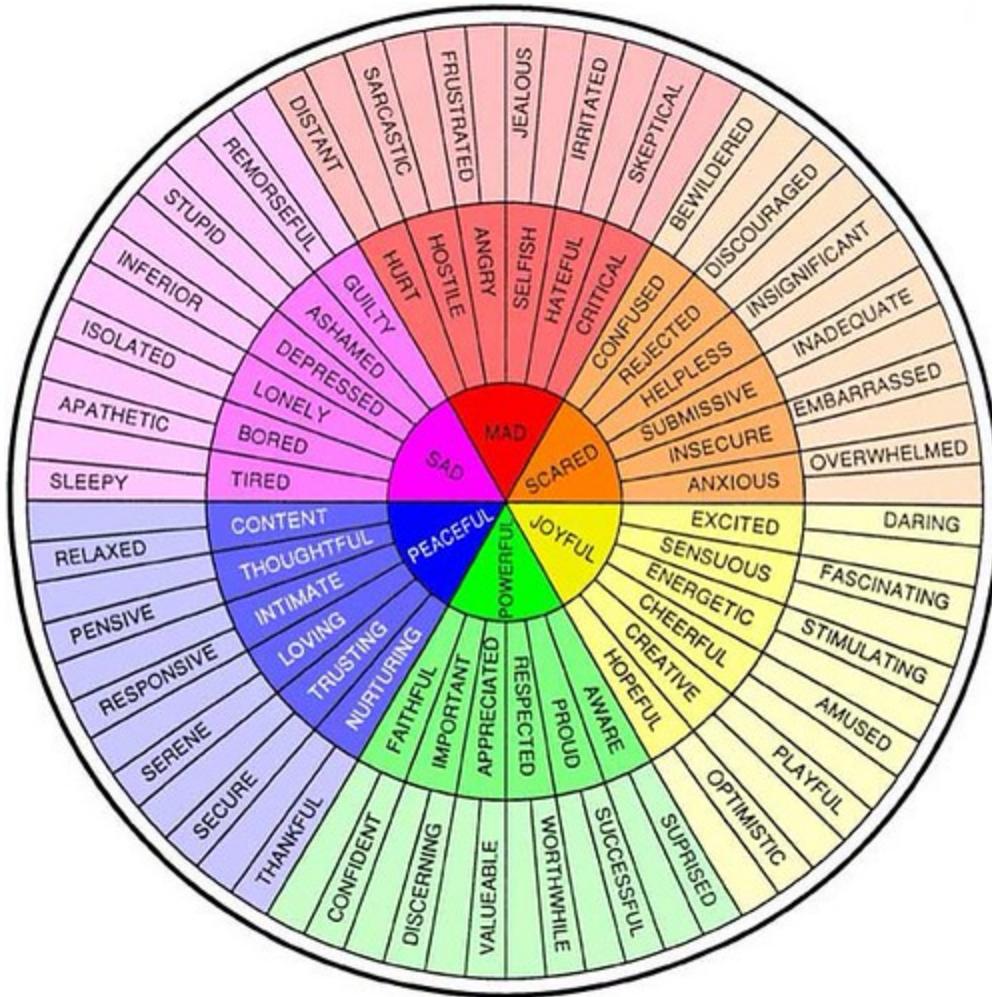 MAD
SCARED
JOYFUL
POWERFUL
PEACEFUL
SAD
HURT
HOSTILE
ANGRY
SELFISH
HATEFUL
CRITICAL
CONFUSED
REJECTED
HELPLESS
SUBMISSIVE
INSECURE
ANXIOUS
EXCITED
SENSUOUS
ENERGETIC
CHEERFUL
CREATIVE
HOPEFUL
AWARE
PROUD
RESPECTED
APPRECIATED
IMPORTANT
FAITHFUL
NURTURING
TRUSTING
LOVING
INTIMATE
THOUGHTFUL
CONTENT
TIRED
BORED
LONELY
DEPRESSED
ASHAMED
GUILTY
DISTANT
SARCASTIC
FRUSTRATED
JEALOUS
IRRITATED
SKEPTICAL
BEWILDERED
DISCOURAGED
INSIGNIFICANT
INADEQUATE
EMBARRASSED
OVERWHELMED
DARING
FASCINATING
STIMULATING
AMUSED
PLAYFUL
OPTIMISTIC
SUPRISED
SUCCESSFUL
WORTHWHILE
VALUEABLE
DISCERNING
CONFIDENT
THANKFUL
SECURE
SERENE
RESPONSIVE
PENSIVE
RELAXED
SLEEPY
APATHETIC
ISOLATED
INFERIOR
STUPID
REMORSEFUL